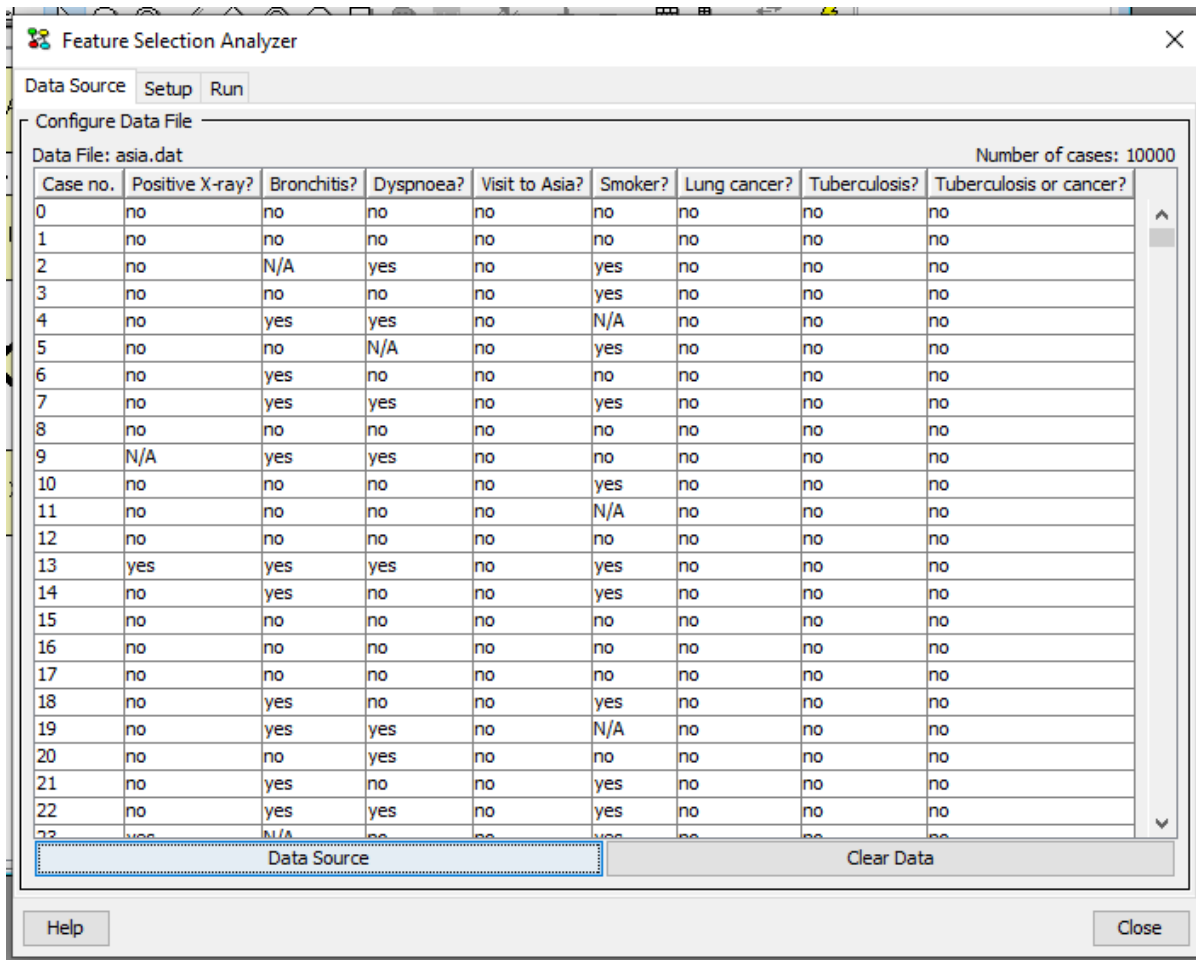 Feature Selection Analyzer
Data Source Setup Run
Configure Data File
Data File: asia.dat Number of cases: 10000
Case no. Positive X-ray? Bronchitis? Dyspnoea? Visit to Asia? Smoker? Lung cancer? Tuberculosis? Tuberculosis or cancer?
0 no no no no no no no no
1 no no no no no no no no
2 no N/A yes no yes no no no
3 no no no no yes no no no
4 no yes yes no N/A no no no
5 no no N/A no yes no no no
6 no yes no no no no no no
7 no yes yes no yes no no no
8 no no no no no no no no
9 N/A yes yes no no no no no
10 no no no no yes no no no
11 no no no no N/A no no no
12 no no no no no no no no
13 yes yes yes no yes no no no
14 no yes no no yes no no no
15 no no no no no no no no
16 no no no no no no no no
17 no no no no no no no no
18 no yes no no yes no no no
19 no yes yes no N/A no no no
20 no no yes no no no no no
21 no yes no no yes no no no
22 no yes yes no yes no no no
23 yes N/A no no yes no no no
Data Source Clear Data
Help Close